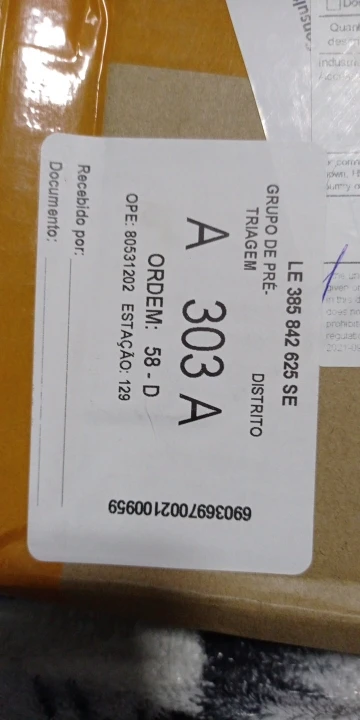 LE 385 842 625 SE
GRUPO DE PRÉ-
TRIAGEM
DISTRITO
A 303 A
ORDEM: 58 - D
OPE: 80531202 ESTAÇÃO: 129
Recebido por:
Documento:
6903697002100959